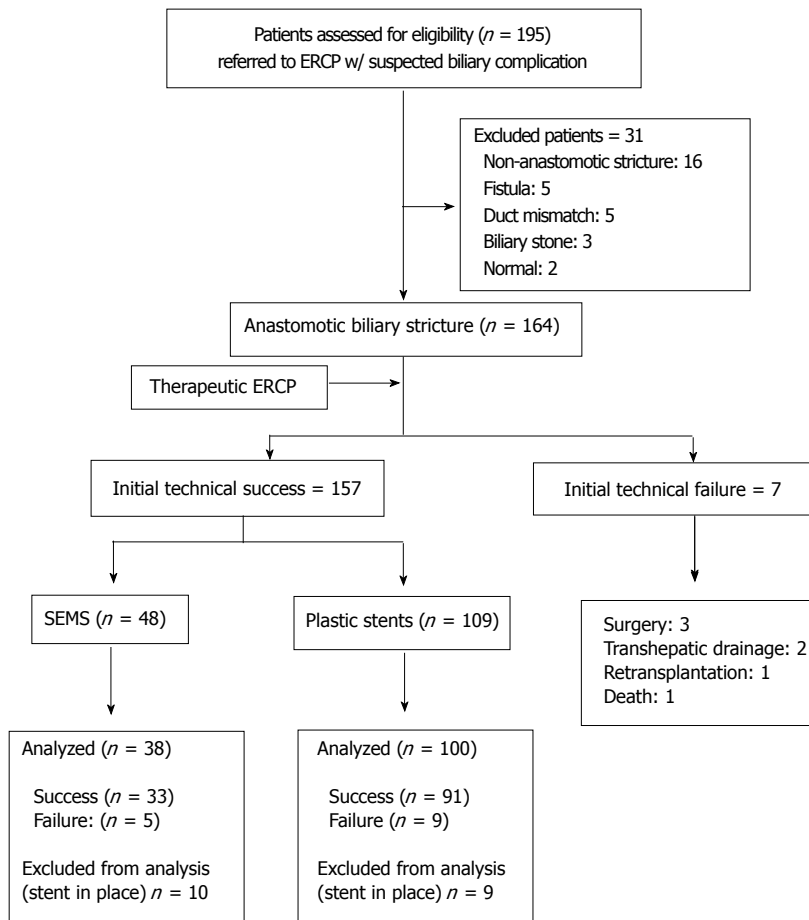 Patients assessed for eligibility (n = 195)
referred to ERCP w/ suspected biliary complication
Excluded patients = 31
Non-anastomotic stricture: 16
Fistula: 5
Duct mismatch: 5
Biliary stone: 3
Normal: 2
Anastomotic biliary stricture (n = 164)
Therapeutic ERCP
Initial technical success = 157
Initial technical failure = 7
SEMS (n = 48)
Plastic stents (n = 109)
Surgery: 3
Transhepatic drainage: 2
Retransplantation: 1
Death: 1
Analyzed (n = 38)
Success (n = 33)
Failure: (n = 5)
Excluded from analysis
(stent in place) n = 10
Analyzed (n = 100)
Success (n = 91)
Failure (n = 9)
Excluded from analysis
(stent in place) n = 9